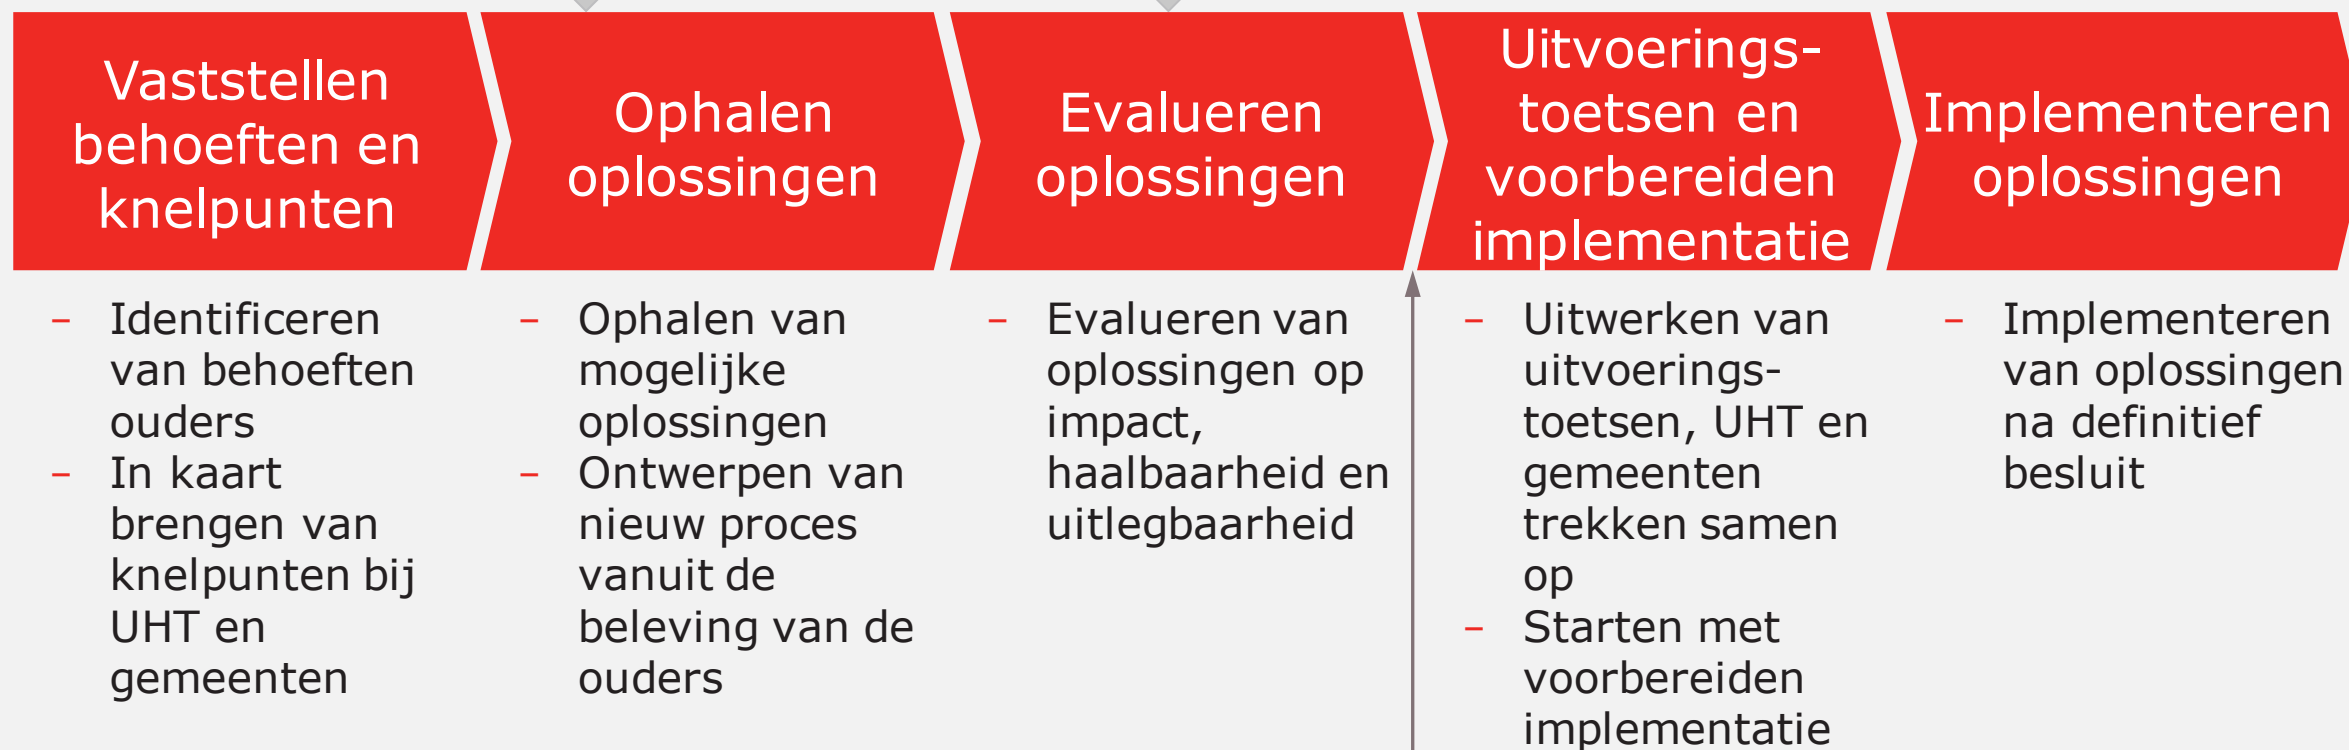 Vaststellen
behoeften en
knelpunten
Ophalen
oplossingen
Evalueren
oplossingen
Uitvoerings-
toetsen en
voorbereiden
implementatie
Implementeren
oplossingen
– Identificeren
van behoeften
ouders
– In kaart
brengen van
knelpunten bij
UHT en
gemeenten
– Ophalen van
mogelijke
oplossingen
– Ontwerpen van
nieuw proces
vanuit de
beleving van de
ouders
– Evalueren van
oplossingen op
impact,
haalbaarheid en
uitlegbaarheid
– Uitwerken van
uitvoerings-
toetsen, UHT en
gemeenten
trekken samen
op
– Starten met
voorbereiden
implementatie
– Implementeren
van oplossingen
na definitief
besluit